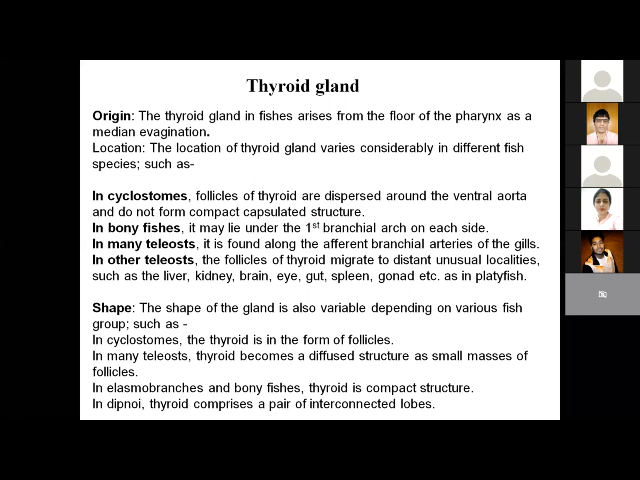 Thyroid gland
Origin: The thyroid gland in fishes arises from the floor of the pharynx as a
median evagination.
Location: The location of thyroid gland varies considerably in different fish
species; such as-
In cyclostomes, follicles of thyroid are dispersed around the ventral aorta
and do not form compact capsulated structure.
In bony fishes, it may lie under the 1st branchial arch on each side.
In many teleosts, it is found along the afferent branchial arteries of the gills.
In other teleosts, the follicles of thyroid migrate to distant unusual localities,
such as the liver, kidney, brain, eye, gut, spleen, gonad etc. as in platyfish.
Shape: The shape of the gland is also variable depending on various fish
group; such as -
In cyclostomes, the thyroid is in the form of follicles.
In many teleosts, thyroid becomes a diffused structure as small masses of
follicles.
In elasmobranches and bony fishes, thyroid is compact structure.
In dipnoi, thyroid comprises a pair of interconnected lobes.